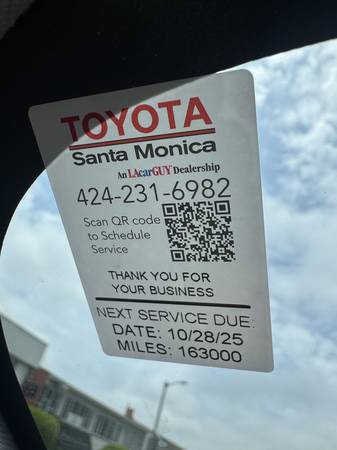 TOYOTA
Santa Monica
An LAcarGUY Dealership
424-231-6982
Scan QR code
to Schedule
Service
THANK YOU FOR
YOUR BUSINESS
NEXT SERVICE DUE:
DATE: 10/28/25
MILES: 163000